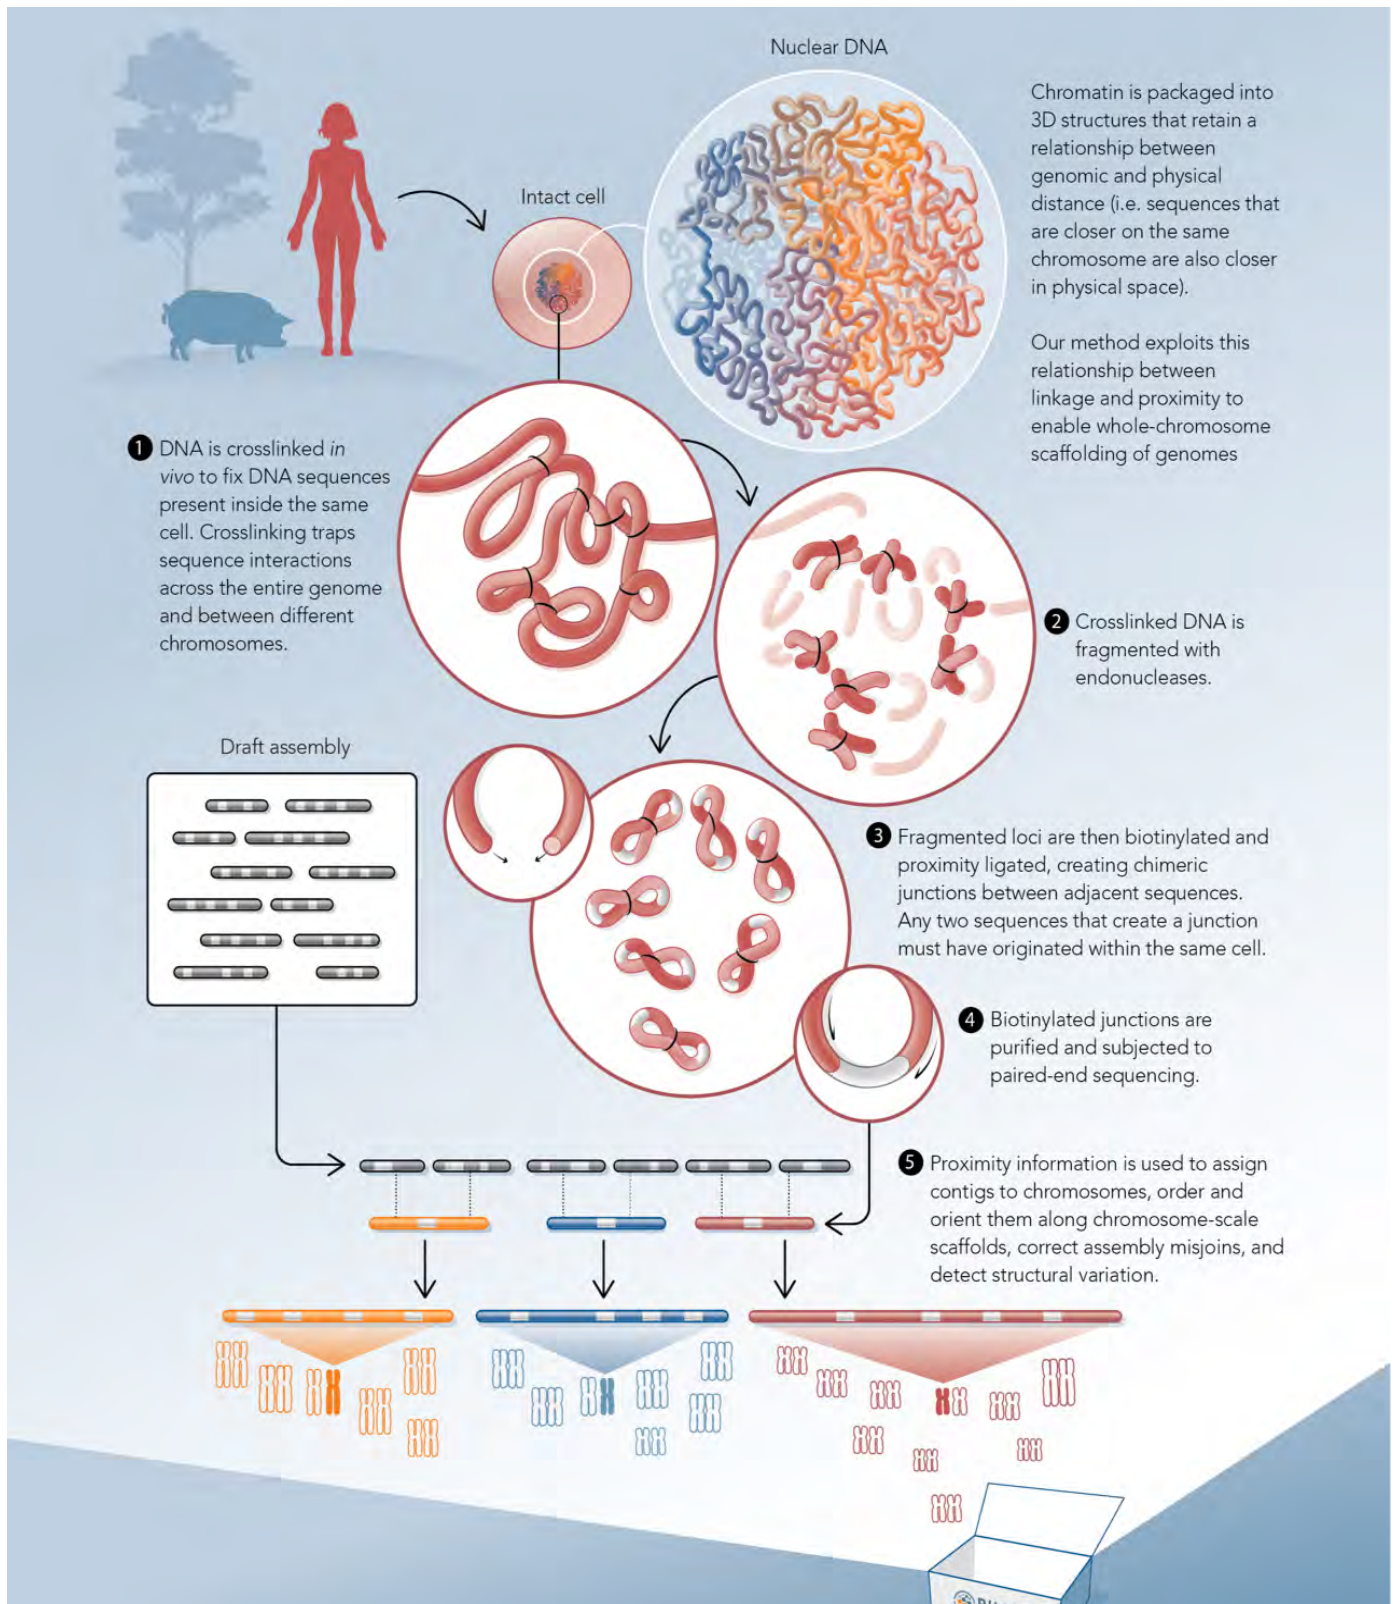 Nuclear DNA
Chromatin is packaged into
3D structures that retain a
relationship between
genomic and physical
distance (i.e. sequences that
are closer on the same
chromosome are also closer
in physical space).
Our method exploits this
relationship between
linkage and proximity to
enable whole-chromosome
scaffolding of genomes
Intact cell
1 DNA is crosslinked in
vivo to fix DNA sequences
present inside the same
cell. Crosslinking traps
sequence interactions
across the entire genome
and between different
chromosomes.
2 Crosslinked DNA is
fragmented with
endonucleases.
Draft assembly
3 Fragmented loci are then biotinylated and
proximity ligated, creating chimeric
junctions between adjacent sequences.
Any two sequences that create a junction
must have originated within the same cell.
4 Biotinylated junctions are
purified and subjected to
paired-end sequencing.
5 Proximity information is used to assign
contigs to chromosomes, order and
orient them along chromosome-scale
scaffolds, correct assembly misjoins, and
detect structural variation.